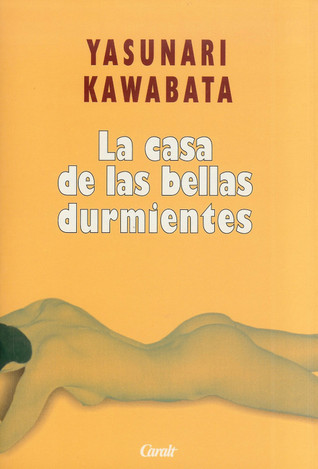 YASUNARI
KAWABATA
La casa
de las bellas
durmientes
Caralt